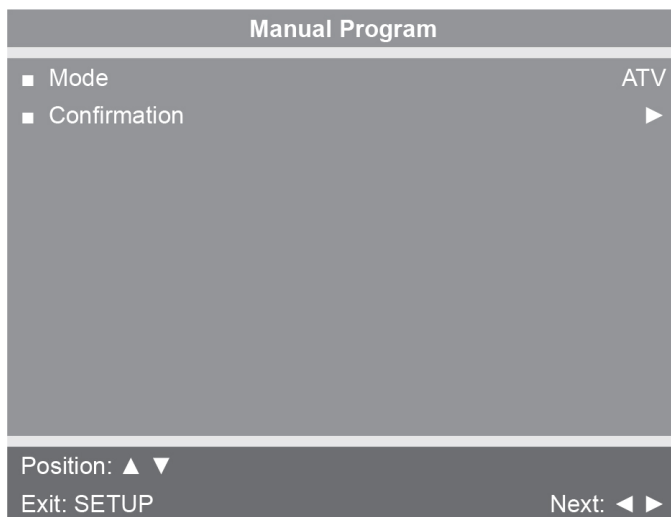 Manual Program
■ Mode ATV
■ Confirmation ►
Position: ▲ ▼
Exit: SETUP Next: ◄ ►